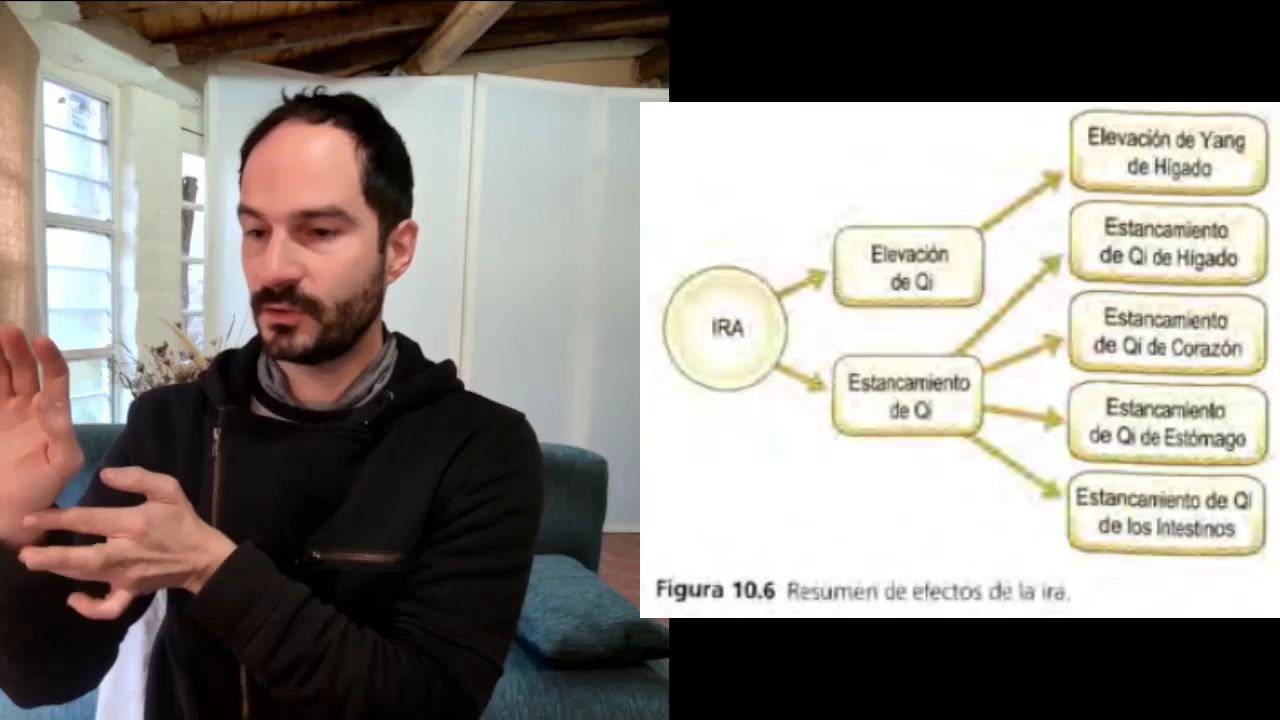 IRA
Elevación
de Qi
Estancamiento
de Qi
Elevación de Yang
de Hígado
Estancamiento
de Qi de Hígado
Estancamiento
de Qi de Corazón
Estancamiento
de Qi de Estómago
Estancamiento de Qi
de los Intestinos
Figura 10.6 Resumen de efectos de la ira.